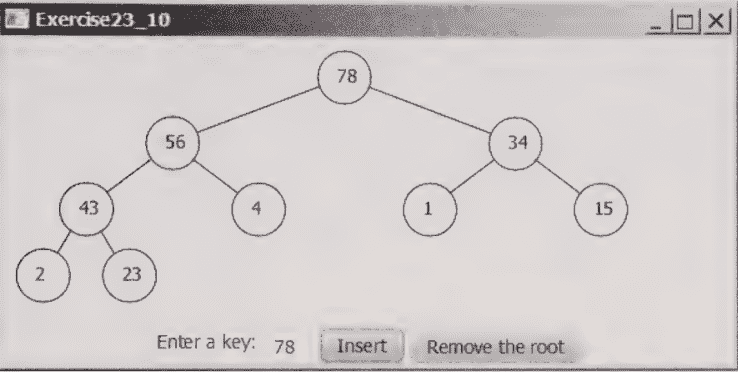 Exercise23_10
78
56 34
43 4 1 15
2 23
Enter a key: 78 Insert Remove the root